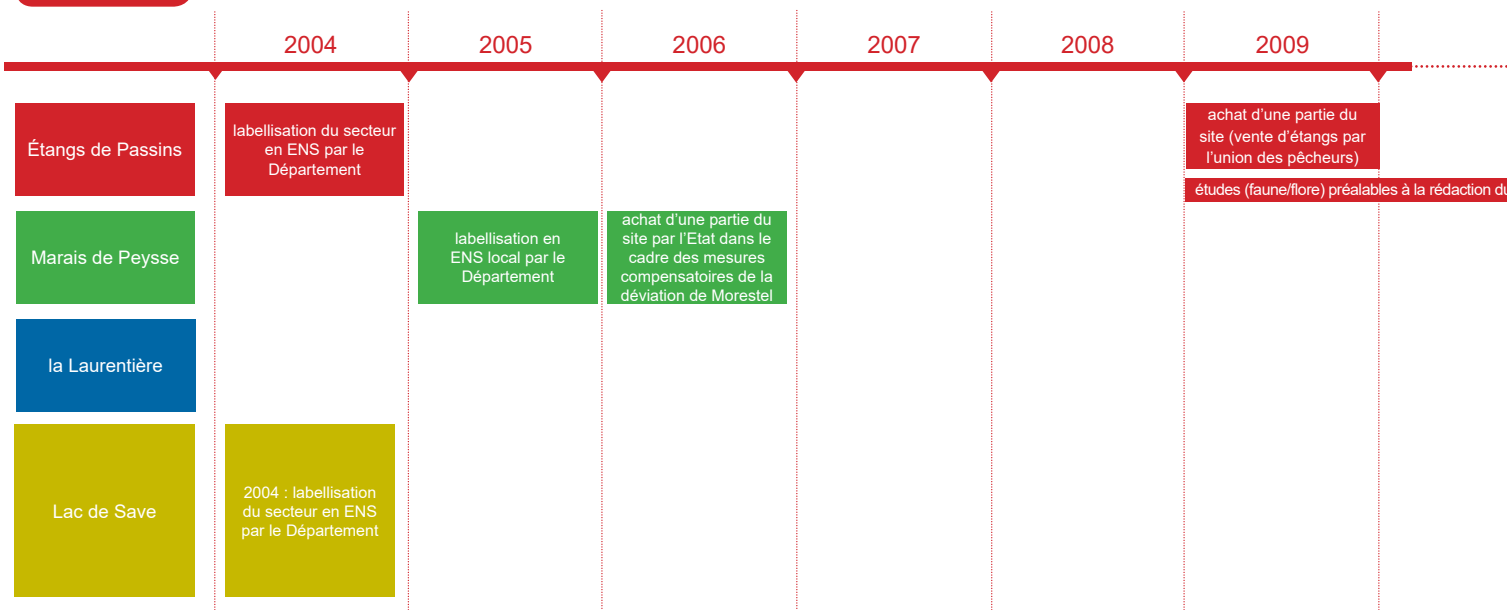 2004 2005 2006 2007 2008 2009
Étangs de Passins
labellisation du secteur
en ENS par le
Département
achat d’une partie du
site (vente d’étangs par
l’union des pêcheurs)
études (faune/flore) préalables à la rédaction du
Marais de Peysse
labellisation en
ENS local par le
Département
achat d’une partie du
site par l’Etat dans le
cadre des mesures
compensatoires de la
déviation de Morestel
la Laurentière
Lac de Save
2004 : labellisation
du secteur en ENS
par le Département